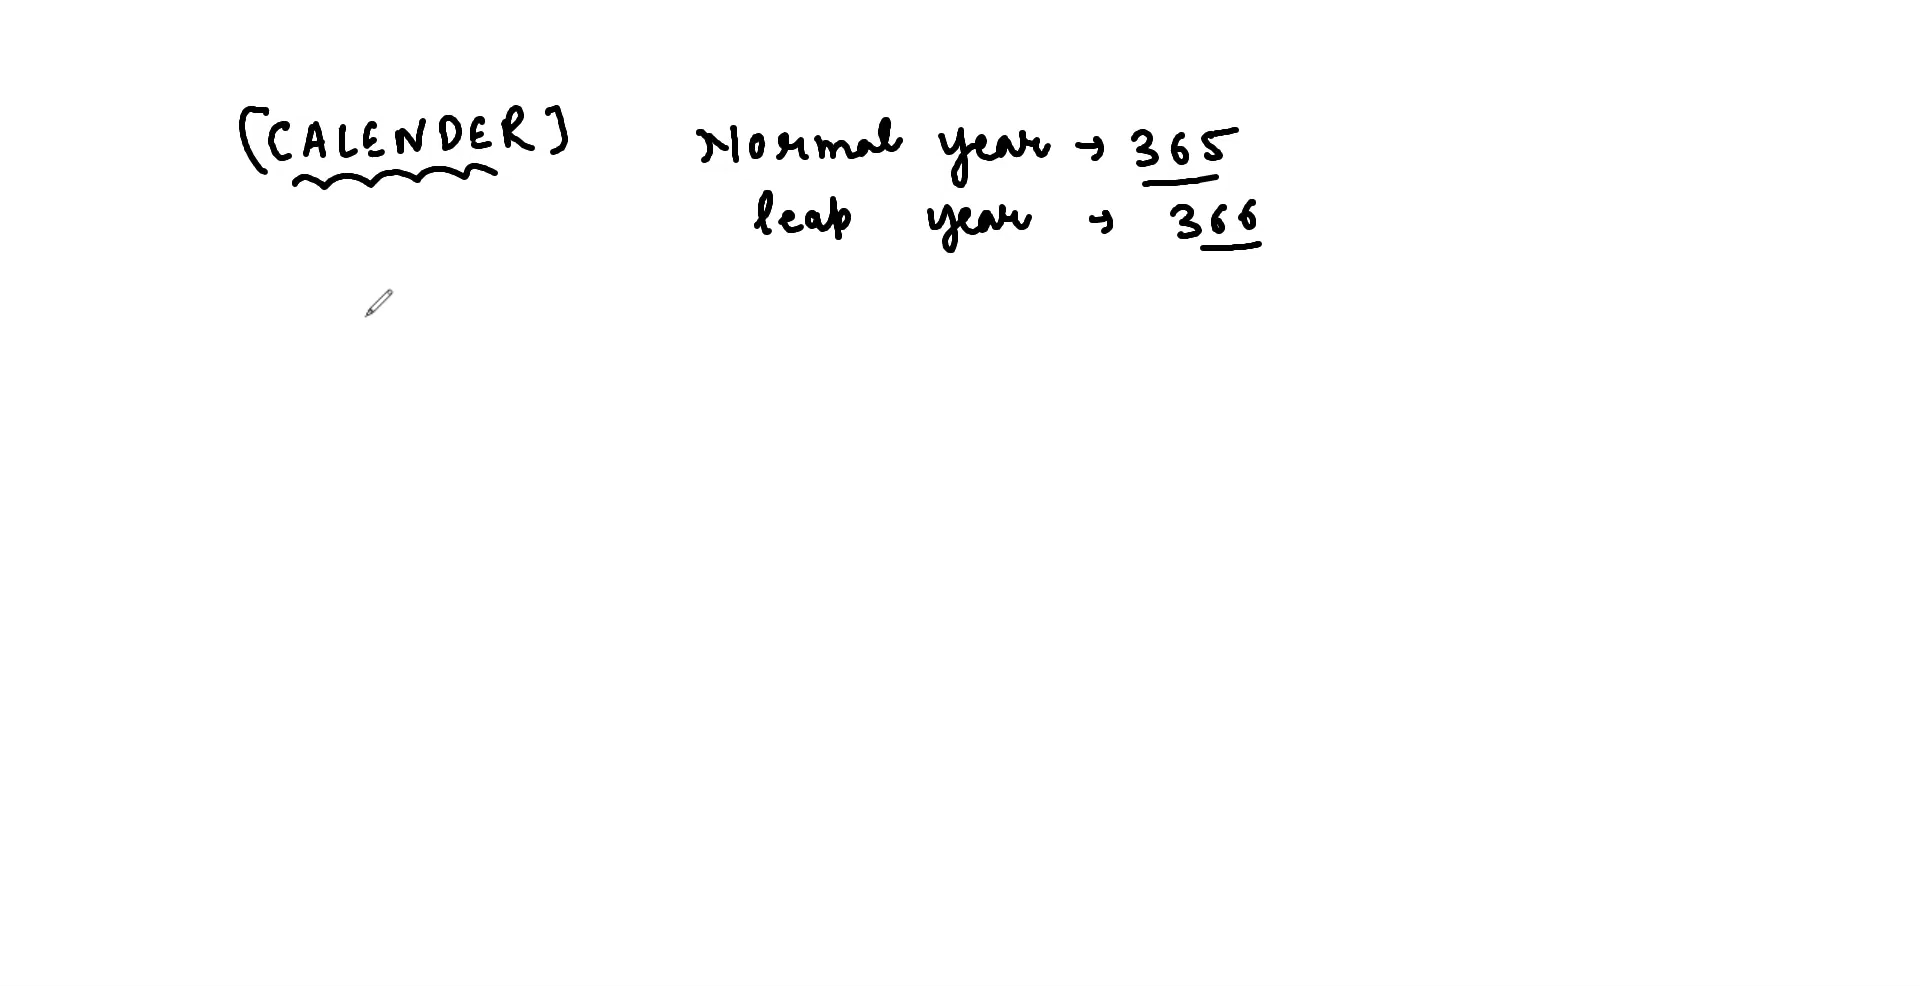 [CALENDER] Normal year → 365
leap year → 366